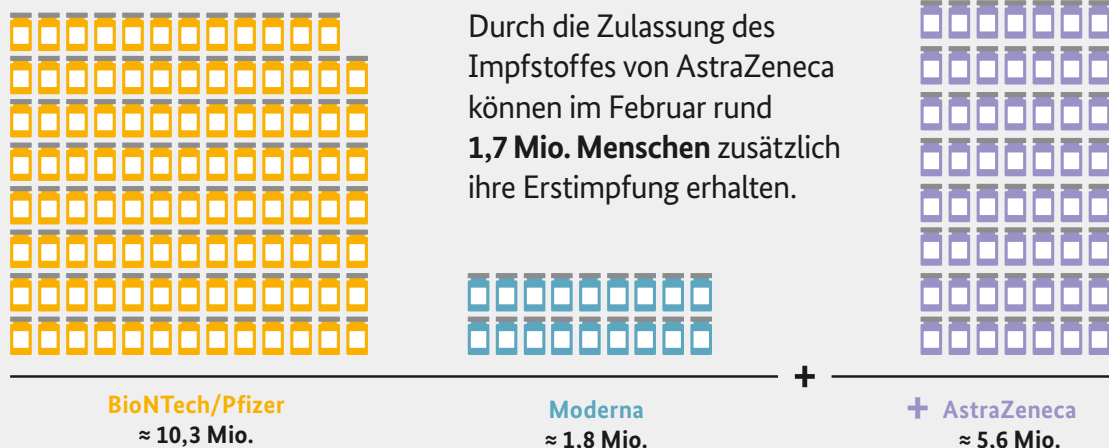 Durch die Zulassung des
Impfstoffes von AstraZeneca
können im Februar rund
1,7 Mio. Menschen zusätzlich
ihre Erstimpfung erhalten.
+
BioNTech/Pfizer
≈ 10,3 Mio.
Moderna
≈ 1,8 Mio.
+ AstraZeneca
≈ 5,6 Mio.